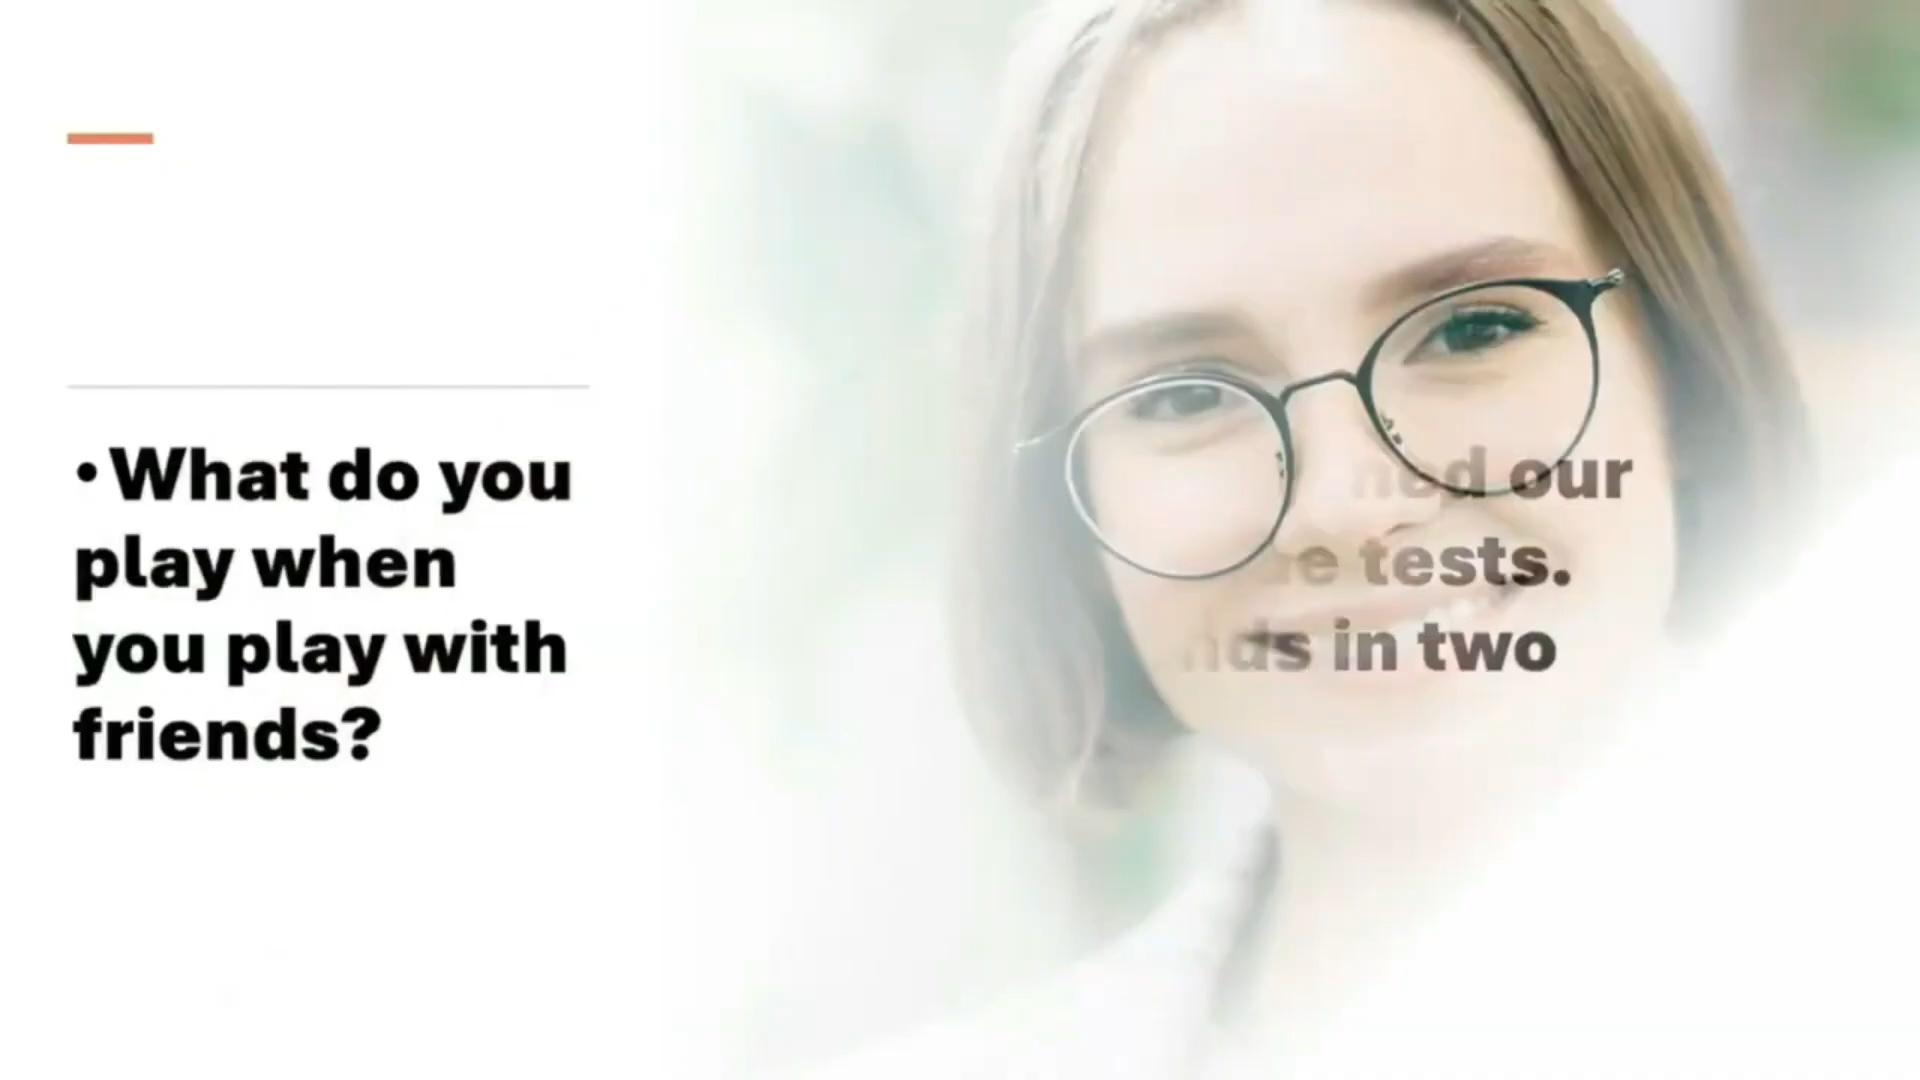 • What do you
play when
you play with
friends?
our
tests.
in two